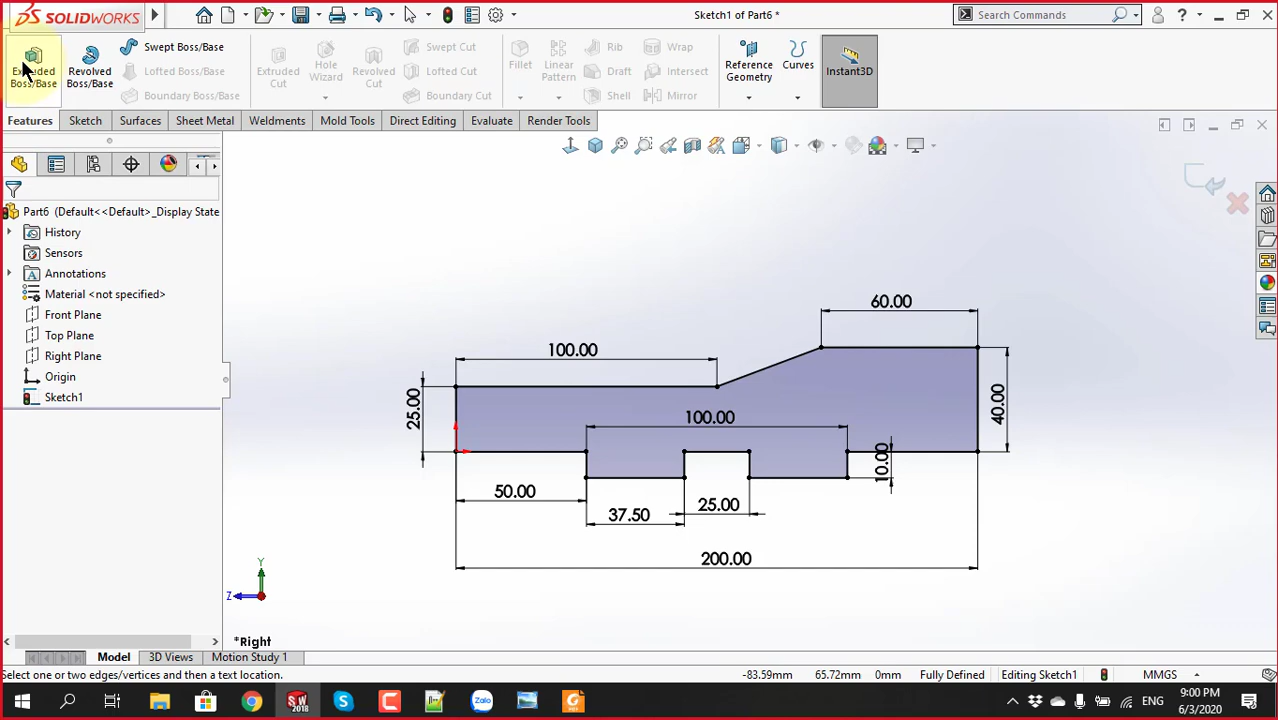 SOLIDWORKS
Sketch1 of Part6 *
Search Commands
Extruded Boss/Base
Revolved Boss/Base
Swept Boss/Base
Lofted Boss/Base
Boundary Boss/Base
Extruded Cut
Hole Wizard
Revolved Cut
Swept Cut
Lofted Cut
Boundary Cut
Fillet
Linear Pattern
Rib
Draft
Shell
Wrap
Intersect
Mirror
Reference Geometry
Curves
Instant3D
Features
Sketch
Surfaces
Sheet Metal
Weldments
Mold Tools
Direct Editing
Evaluate
Render Tools
Part6 (Default<<Default>_Display State
History
Sensors
Annotations
Material <not specified>
Front Plane
Top Plane
Right Plane
Origin
Sketch1
60.00
100.00
25.00
100.00
40.00
10.00
50.00
37.50
25.00
200.00
Y
Z
*Right
Model
3D Views
Motion Study 1
Select one or two edges/vertices and then a text location.
-83.59mm
65.72mm
0mm
Fully Defined
Editing Sketch1
MMGS
SW
2018
ENG
9:00 PM
6/3/2020